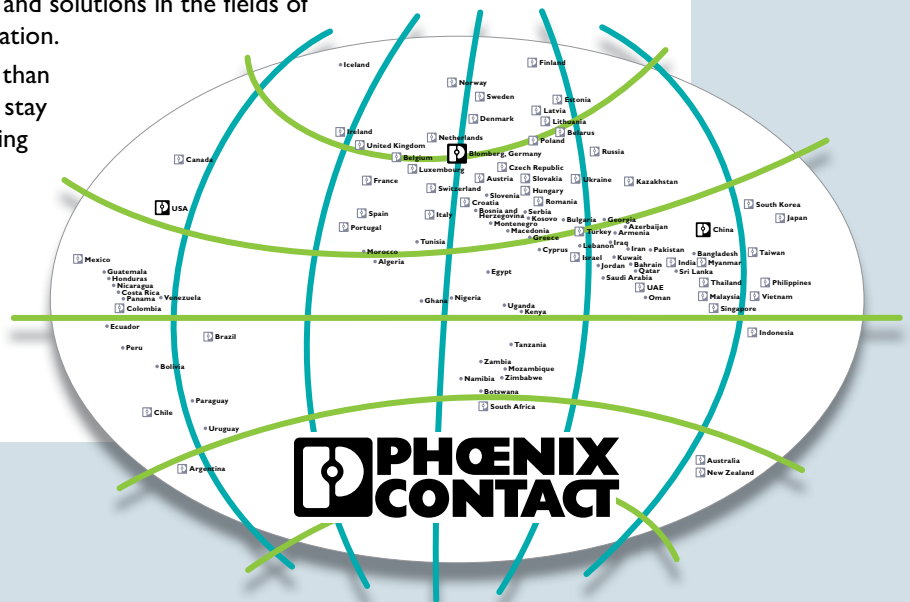 and solutions in the fields of
ation.
than
stay
ing
Iceland
Finland
Norway
Sweden
Estonia
Latvia
Denmark
Lithuania
Ireland
Belarus
Netherlands
United Kingdom
Poland
Canada
Belgium
Blomberg, Germany
Russia
Luxembourg
Czech Republic
France
Austria
Slovakia
Ukraine
Kazakhstan
Switzerland
Hungary
Slovenia
USA
Croatia
Romania
South Korea
Spain
Italy
Bosnia and
Herzegovina
Serbia
Kosovo
Bulgaria
Georgia
Japan
Portugal
Montenegro
Azerbaijan
Macedonia
Turkey
Armenia
China
Greece
Tunisia
Lebanon
Iraq
Morocco
Cyprus
Iran
Pakistan
Bangladesh
Taiwan
Mexico
Algeria
Israel
Kuwait
India
Myanmar
Jordan
Bahrain
Guatemala
Egypt
Qatar
Sri Lanka
Honduras
Saudi Arabia
Nicaragua
UAE
Thailand
Philippines
Costa Rica
Panama
Venezuela
Ghana
Nigeria
Oman
Malaysia
Vietnam
Colombia
Uganda
Singapore
Kenya
Ecuador
Brazil
Indonesia
Peru
Tanzania
Bolivia
Zambia
Mozambique
Namibia
Zimbabwe
Botswana
Paraguay
South Africa
Chile
Uruguay
Argentina
Australia
New Zealand
PHŒNIX
CONTACT